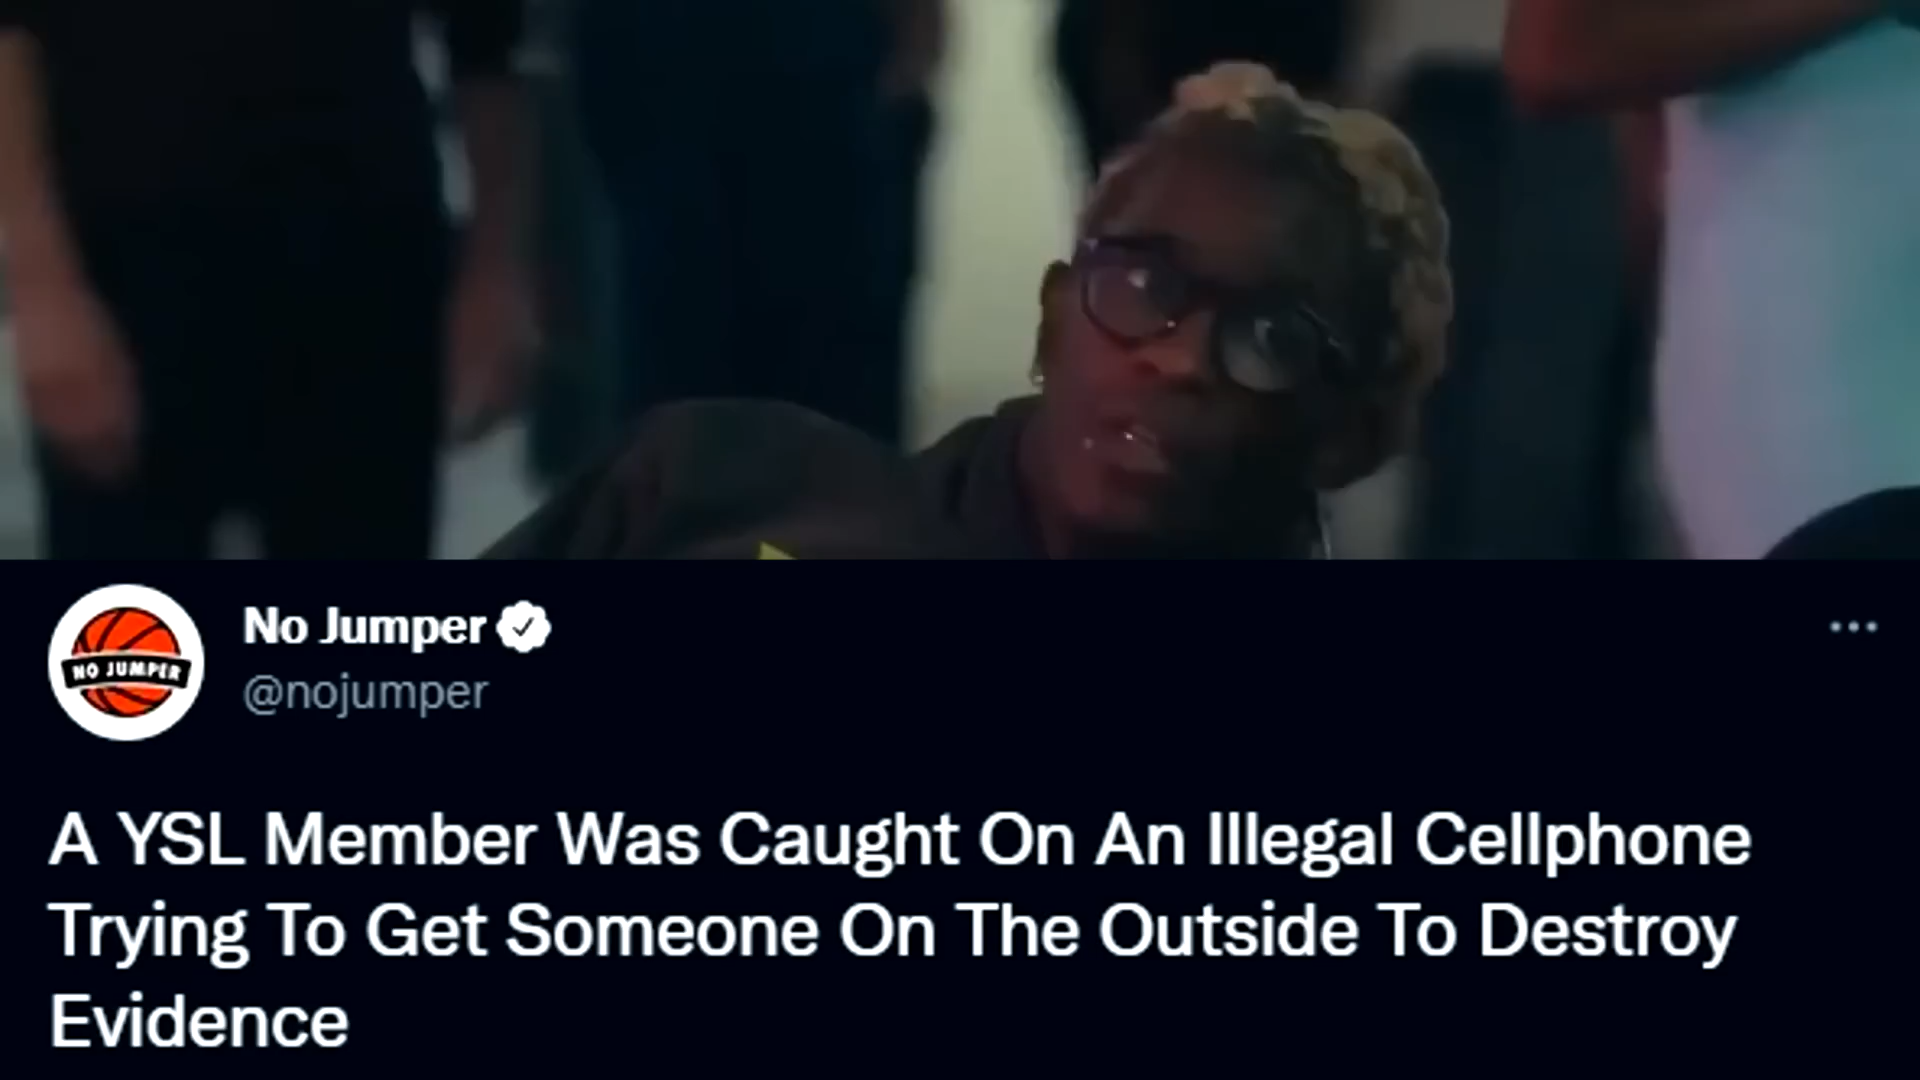 No Jumper
@nojumper
NO JUMPER
A YSL Member Was Caught On An Illegal Cellphone
Trying To Get Someone On The Outside To Destroy
Evidence